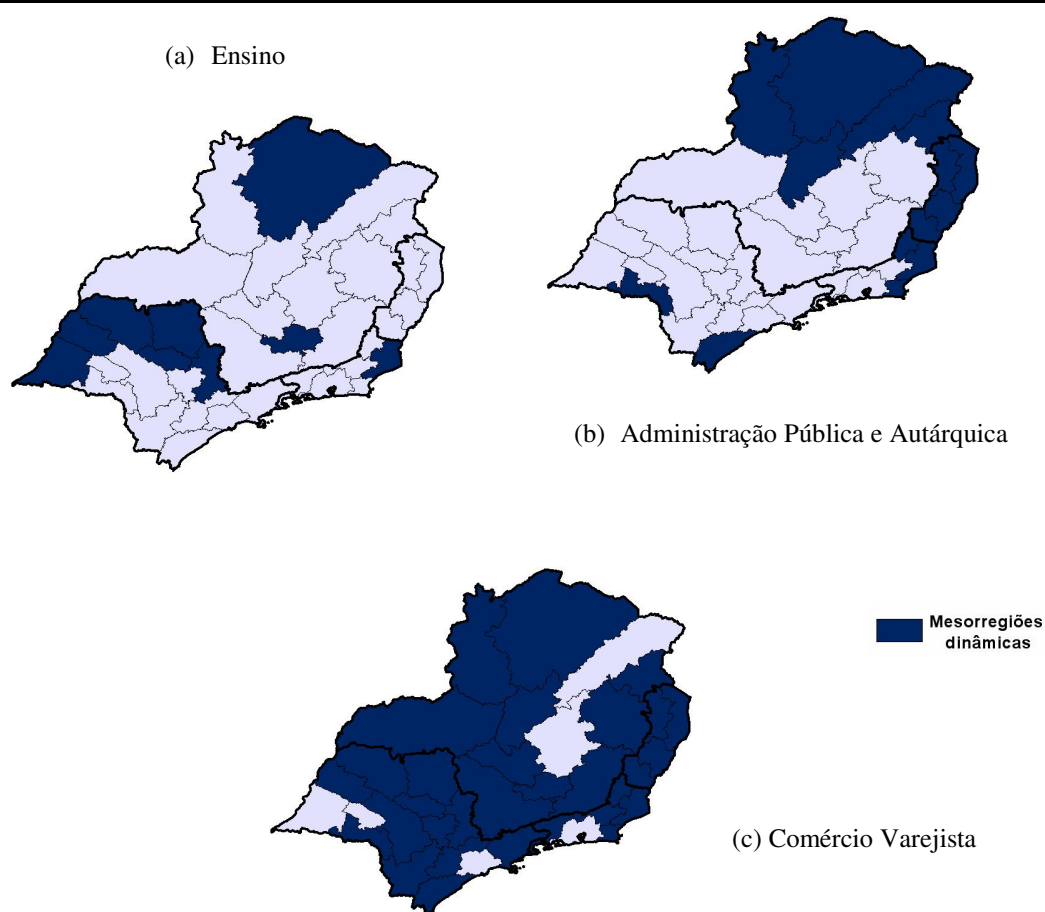 (a) Ensino
(b) Administração Pública e Autárquica
Mesorregiões
dinâmicas
(c) Comércio Varejista